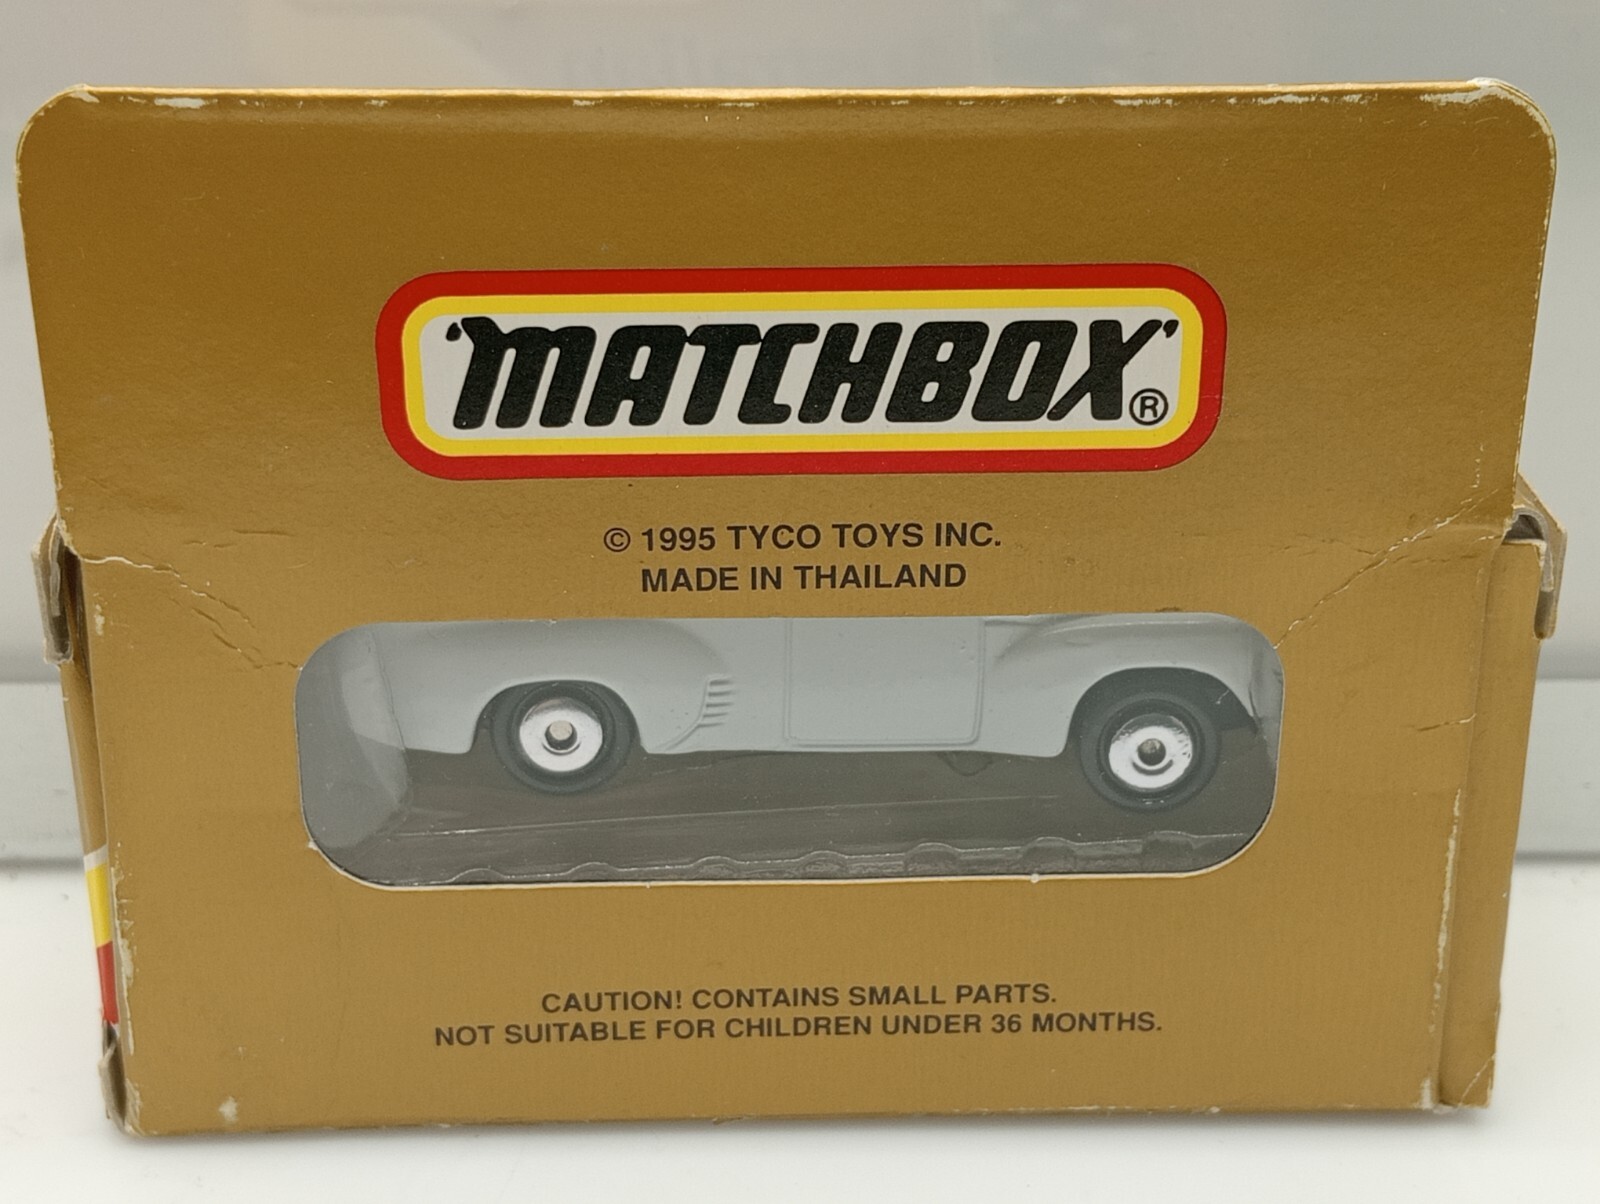 'MATCHBOX'®
© 1995 TYCO TOYS INC.
MADE IN THAILAND
CAUTION! CONTAINS SMALL PARTS.
NOT SUITABLE FOR CHILDREN UNDER 36 MONTHS.